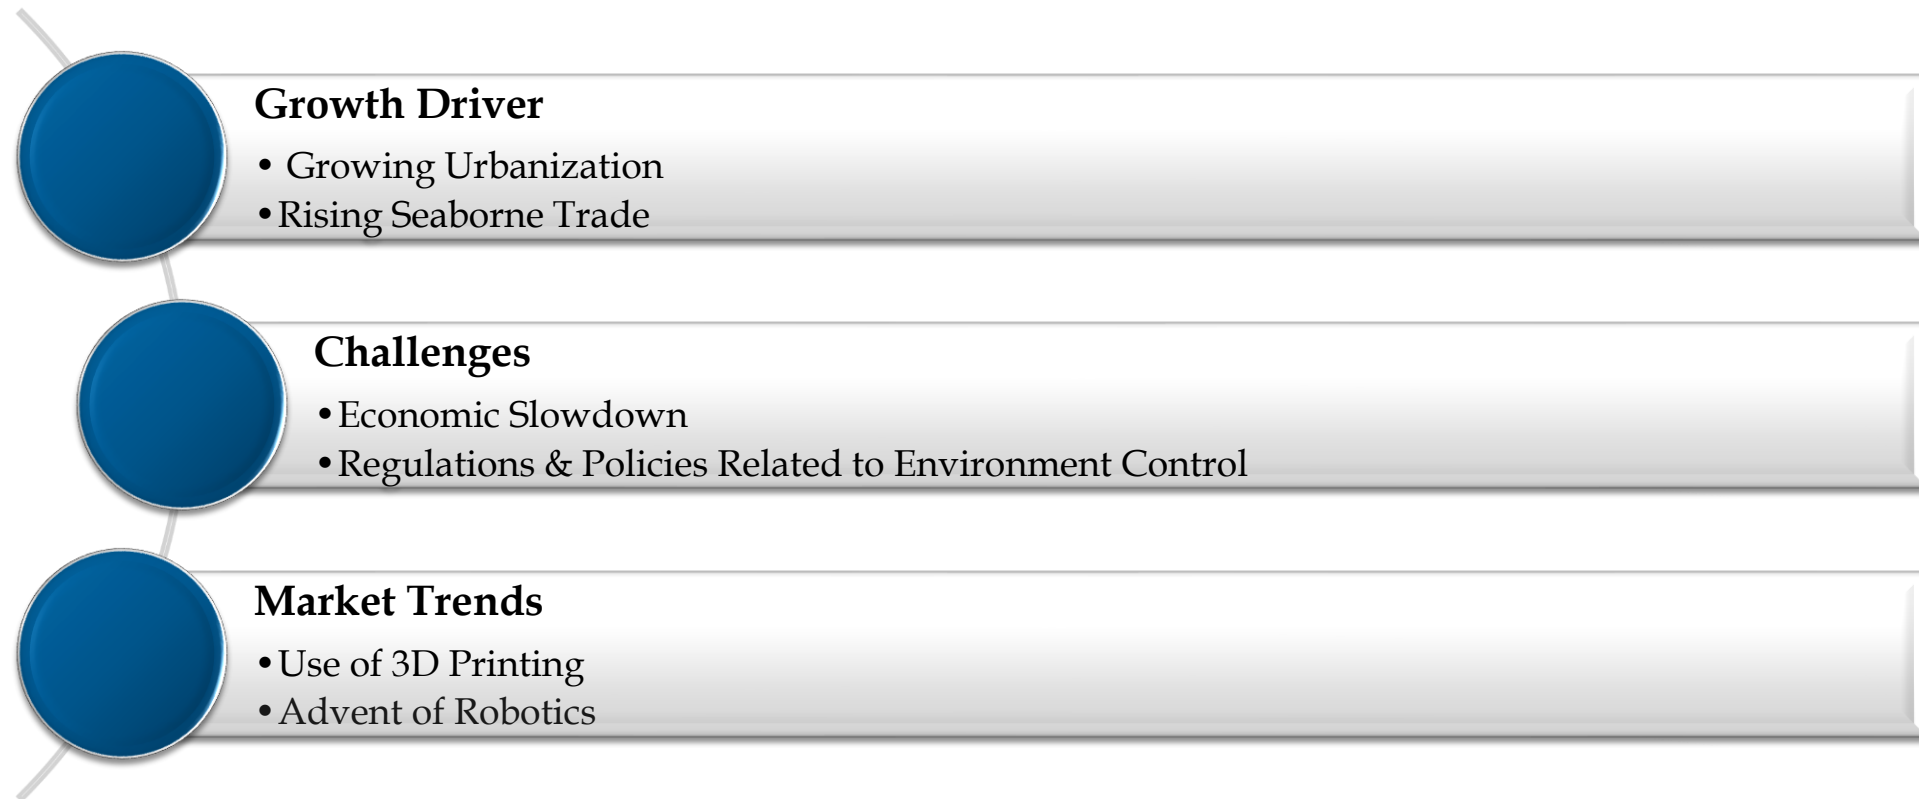 Growth Driver
• Growing Urbanization
•Rising Seaborne Trade
Challenges
•Economic Slowdown
•Regulations & Policies Related to Environment Control
Market Trends
•Use of 3D Printing
•Advent of Robotics